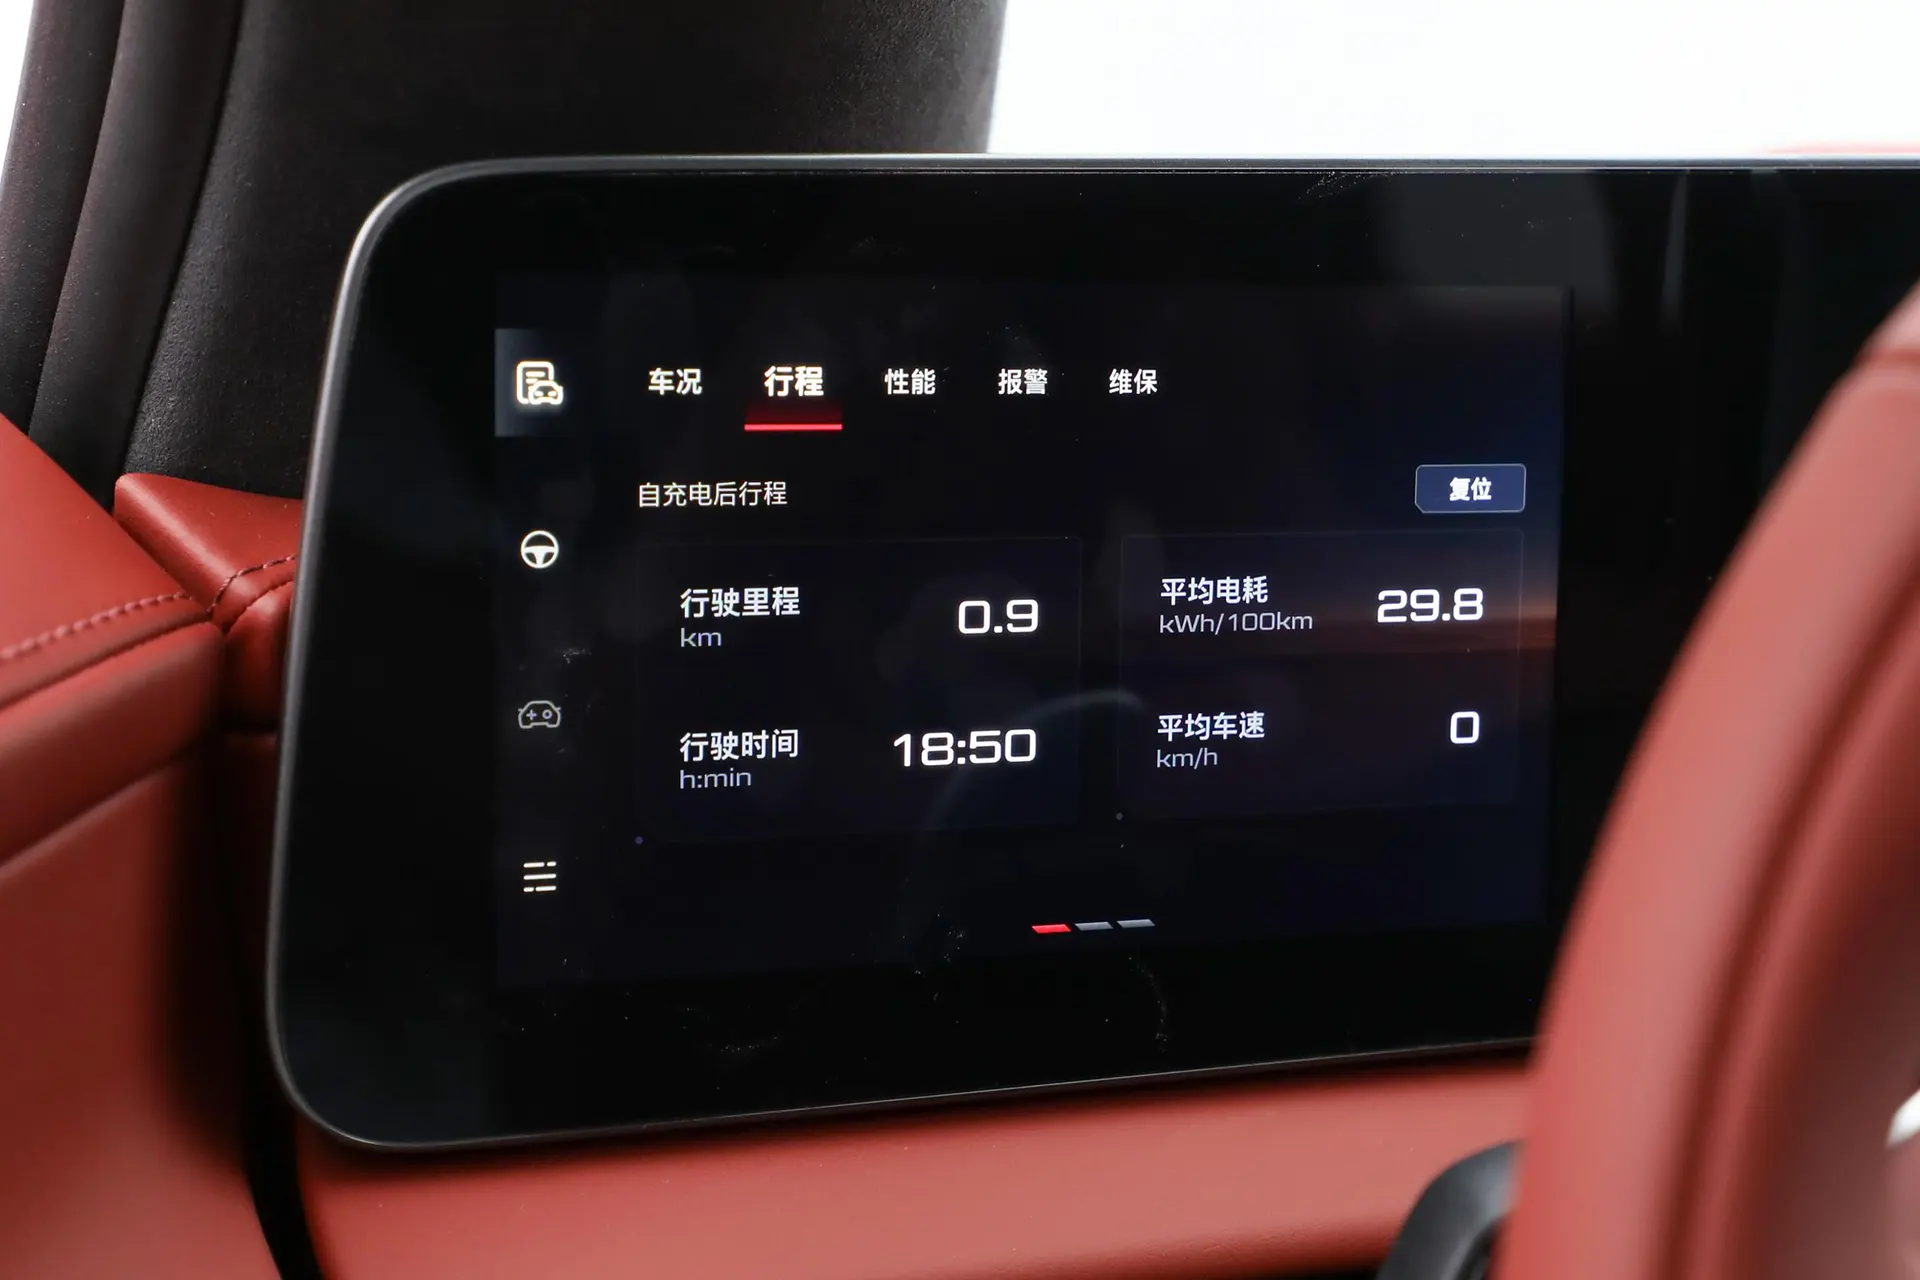 车况 行程 性能 报警 维保
自充电后行程 复位
行驶里程
km
0.9
平均电耗
kWh/100km
29.8
行驶时间
h:min
18:50
平均车速
km/h
0